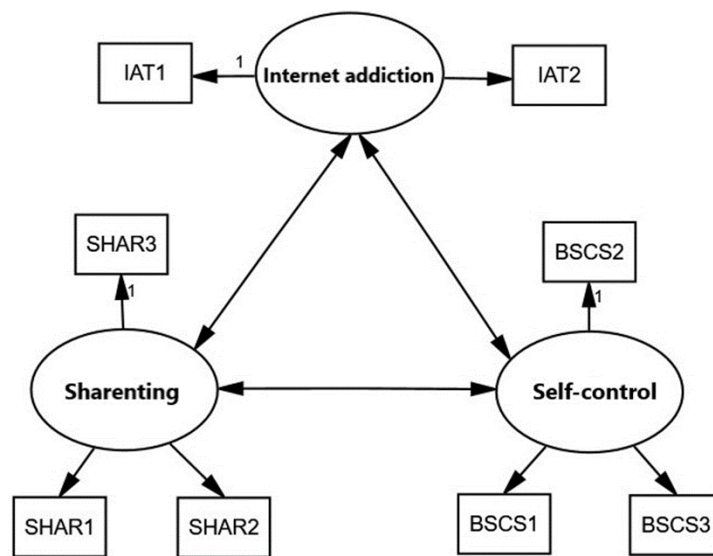 IAT1
1
Internet addiction
IAT2
SHAR3
1
BSCS2
1
Sharenting
Self-control
SHAR1
SHAR2
BSCS1
BSCS3